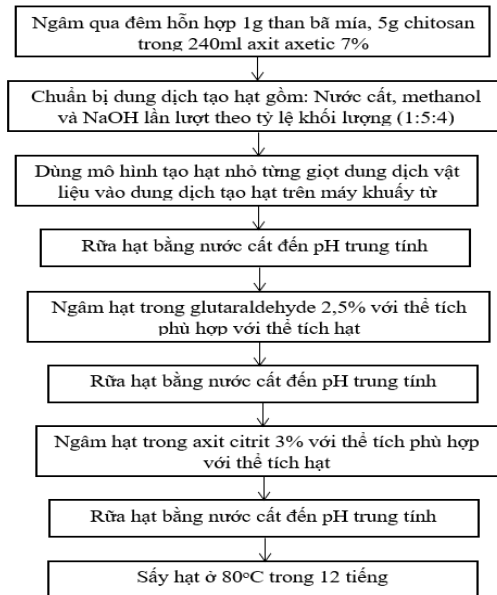 Ngâm qua đêm hỗn hợp 1g than bã mía, 5g chitosan
trong 240ml axit axetic 7%
Chuẩn bị dung dịch tạo hạt gồm: Nước cất, methanol
và NaOH lần lượt theo tỷ lệ khối lượng (1:5:4)
Dùng mô hình tạo hạt nhỏ từng giọt dung dịch vật
liệu vào dung dịch tạo hạt trên máy khuấy từ
Rữa hạt bằng nước cất đến pH trung tính
Ngâm hạt trong glutaraldehyde 2,5% với thể tích
phù hợp với thể tích hạt
Rữa hạt bằng nước cất đến pH trung tính
Ngâm hạt trong axit citrit 3% với thể tích phù hợp
với thể tích hạt
Rữa hạt bằng nước cất đến pH trung tính
Sấy hạt ở 80°C trong 12 tiếng